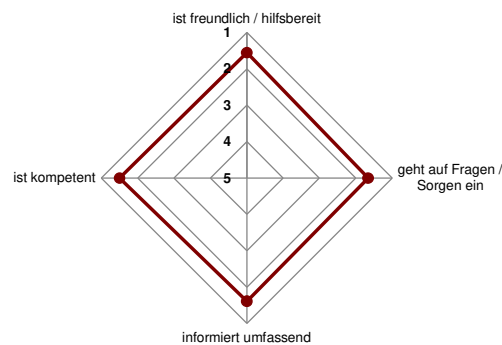 ist freundlich / hilfsbereit
1
2
3
4
5
ist kompetent
geht auf Fragen /
Sorgen ein
informiert umfassend